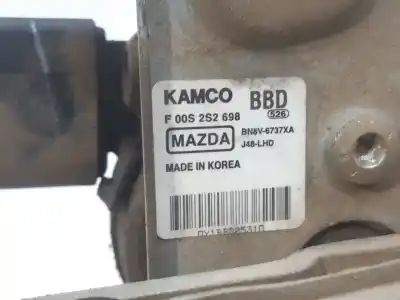 KAMCO BBD
F 00S 2S2 698 526
MAZDA BN8V-6737XA
J48-LHD
MADE IN KOREA